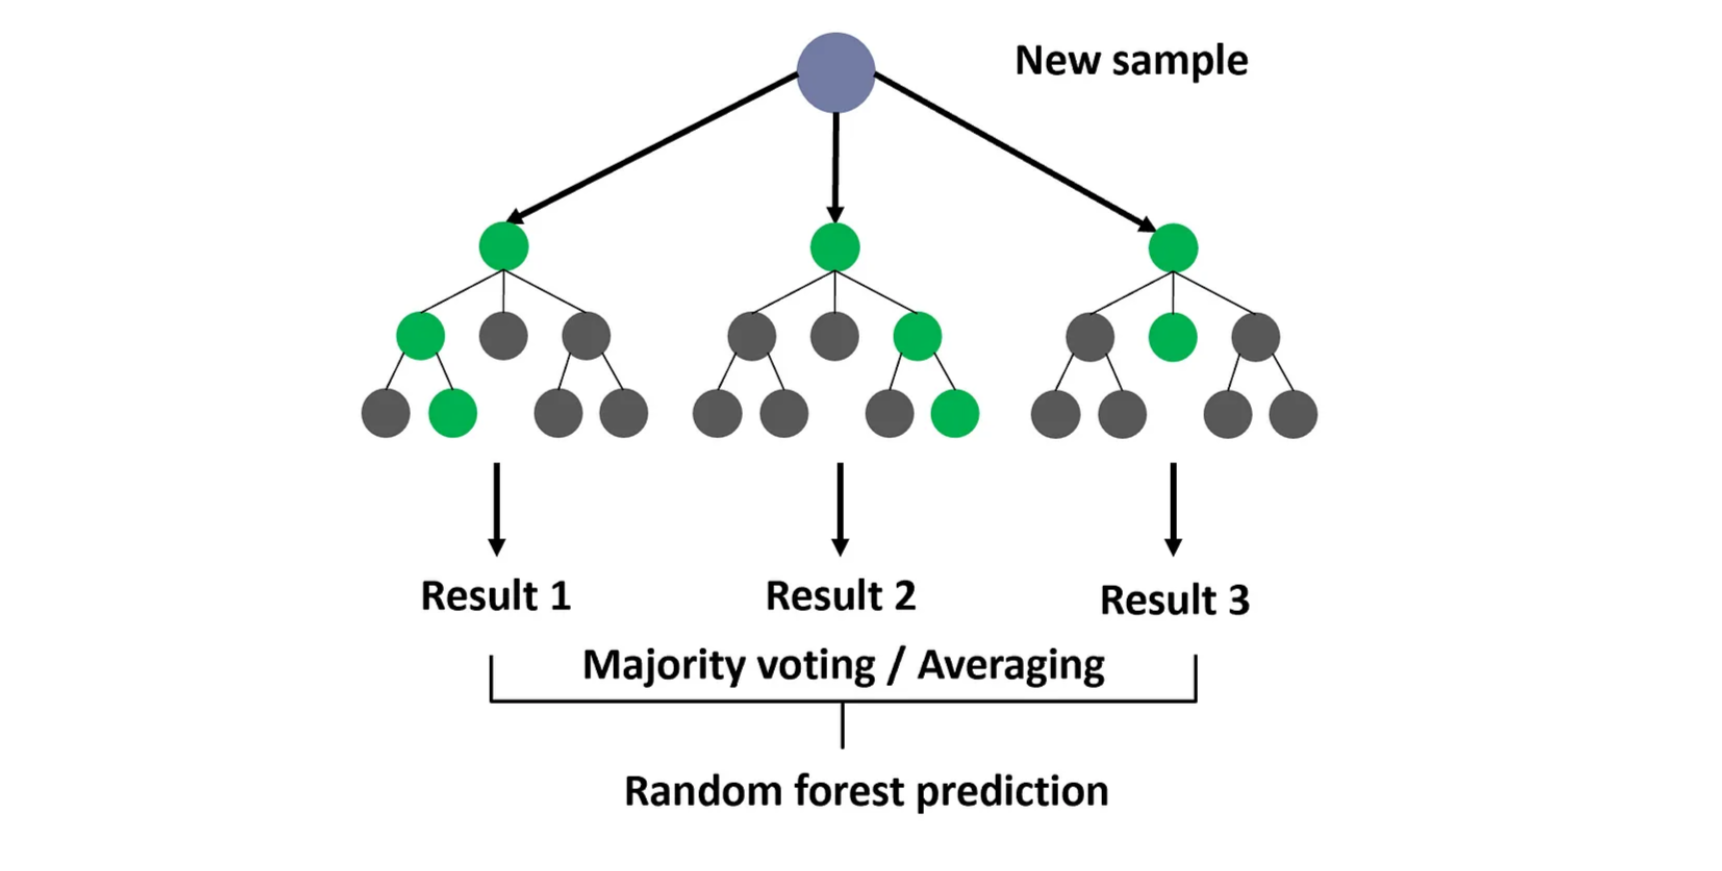 New sample
Result 1
Result 2
Result 3
Majority voting / Averaging
Random forest prediction